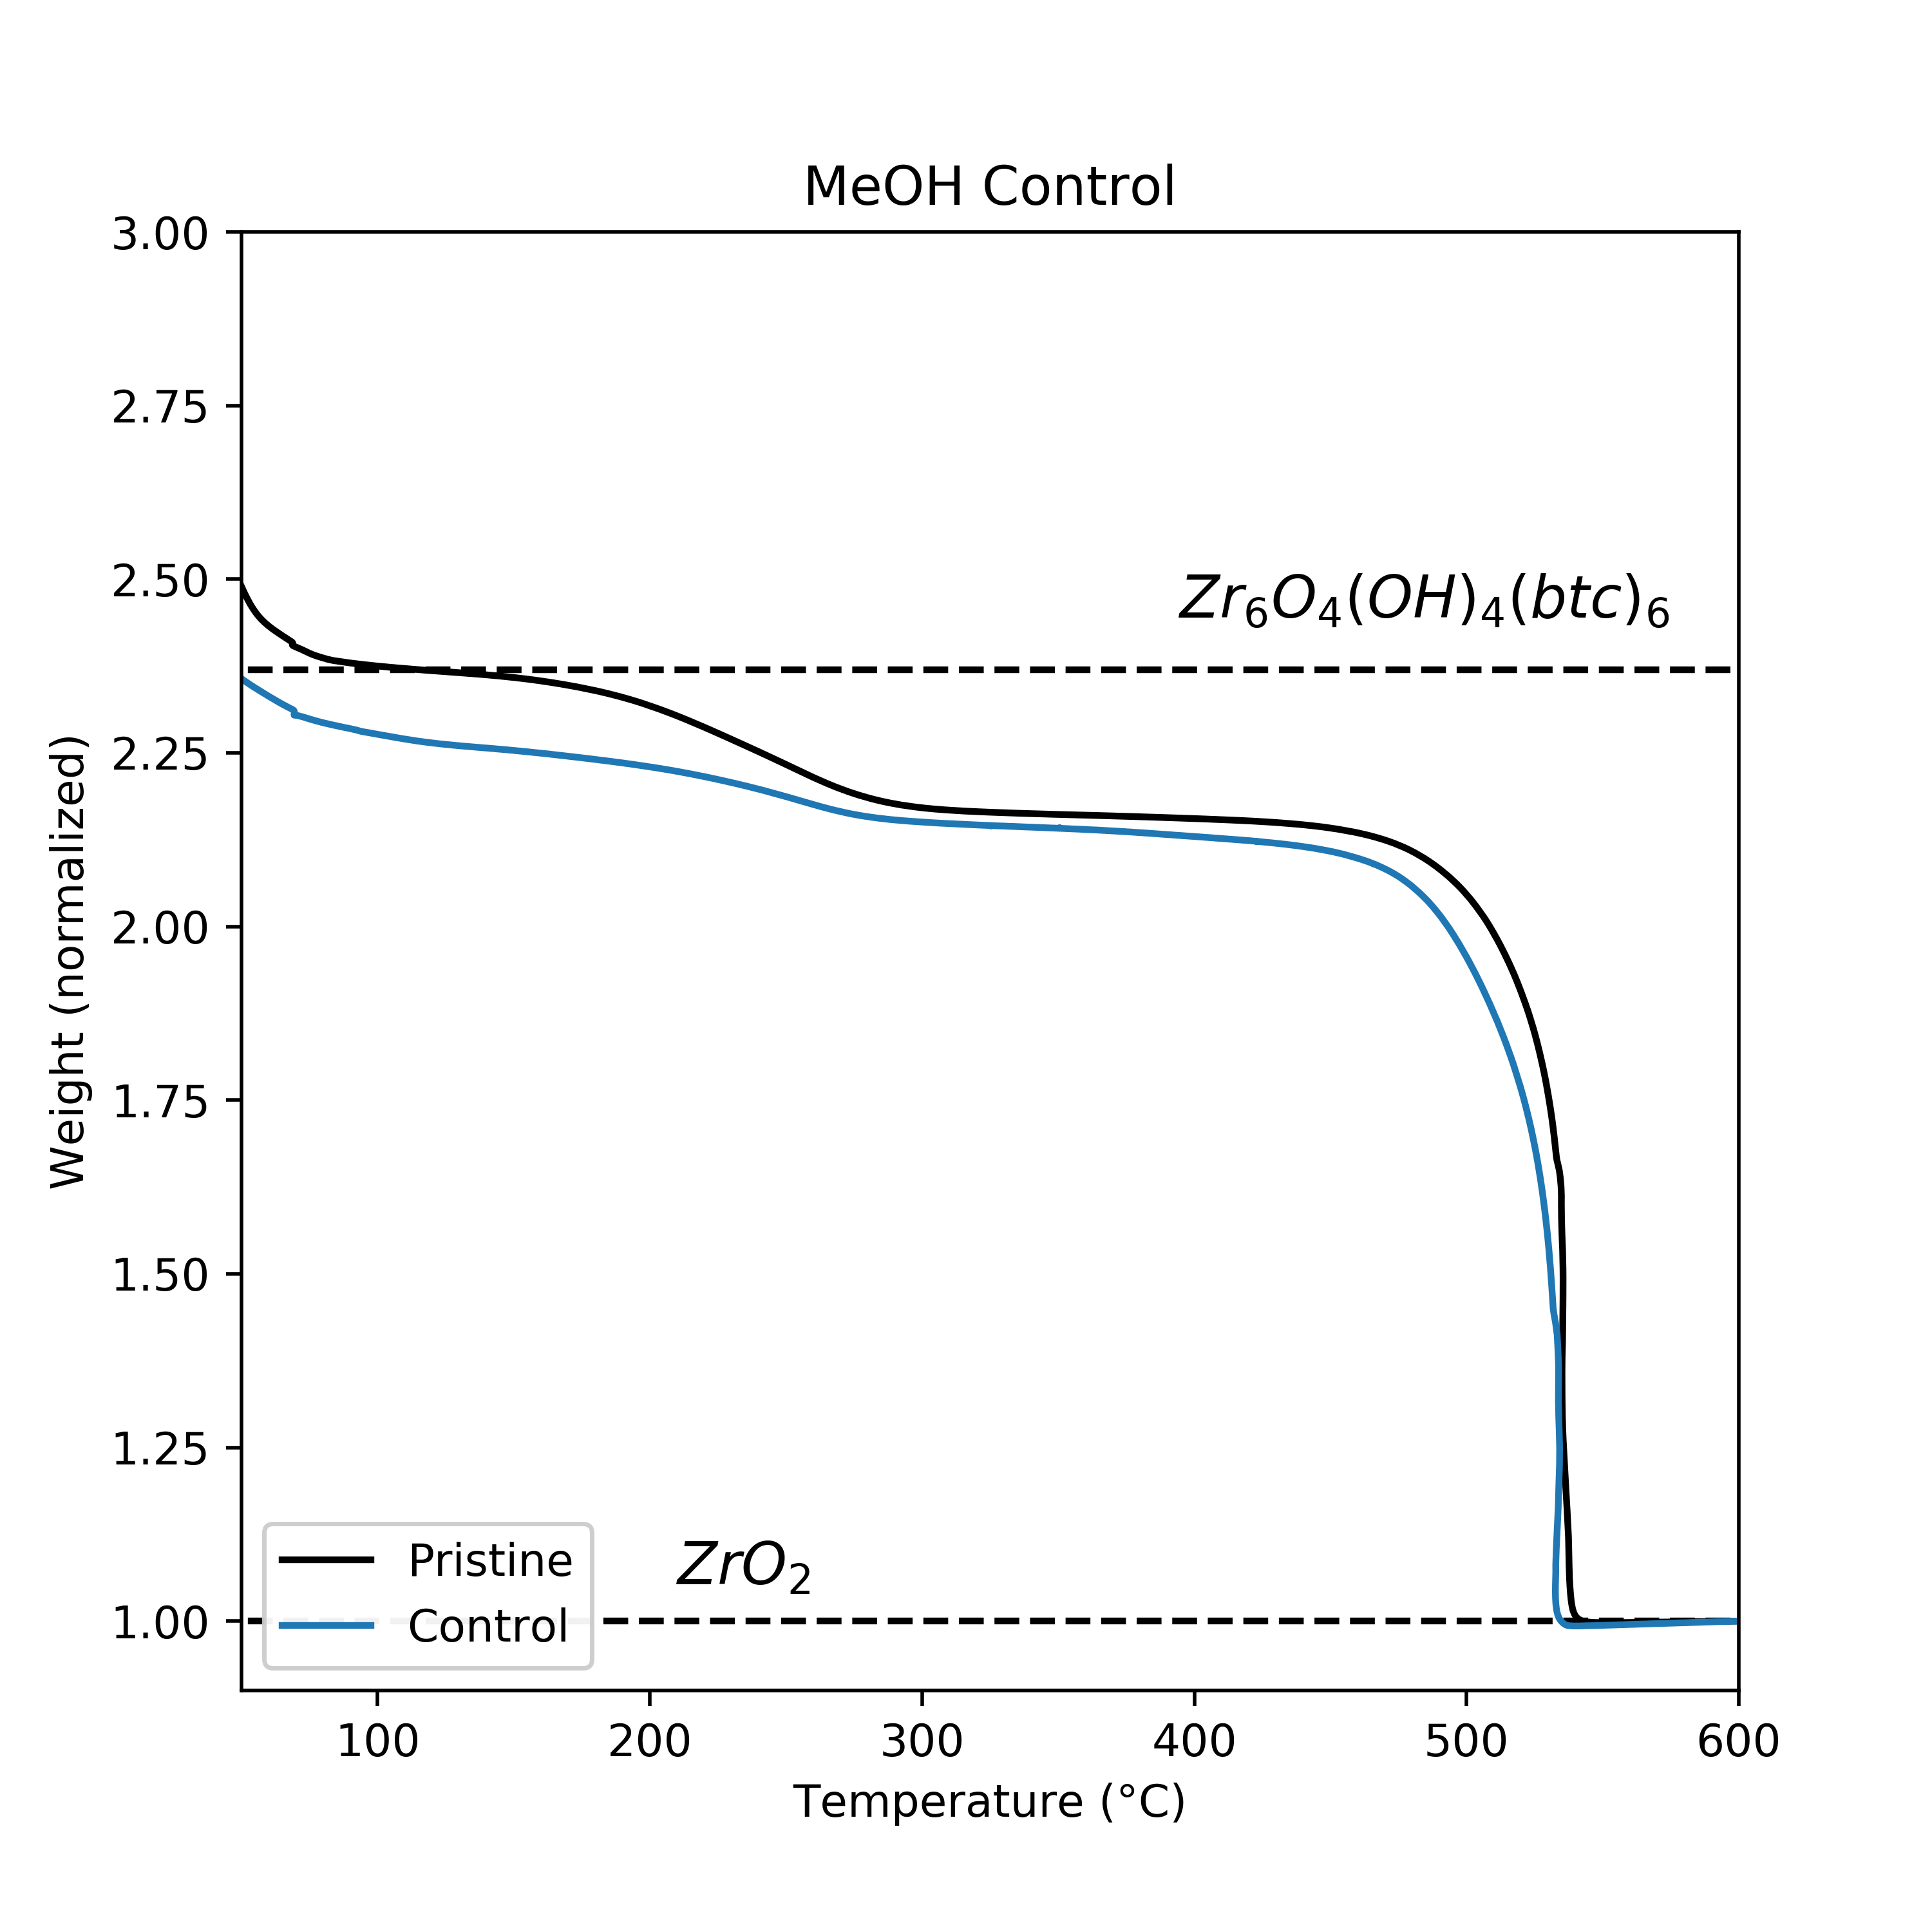 MeOH Control
3.00
2.75
2.50
2.25
2.00
1.75
1.50
1.25
1.00
Weight (normalized)
Zr₆O₄(OH)₄(btc)₆
ZrO₂
Pristine
Control
100 200 300 400 500 600
Temperature (°C)